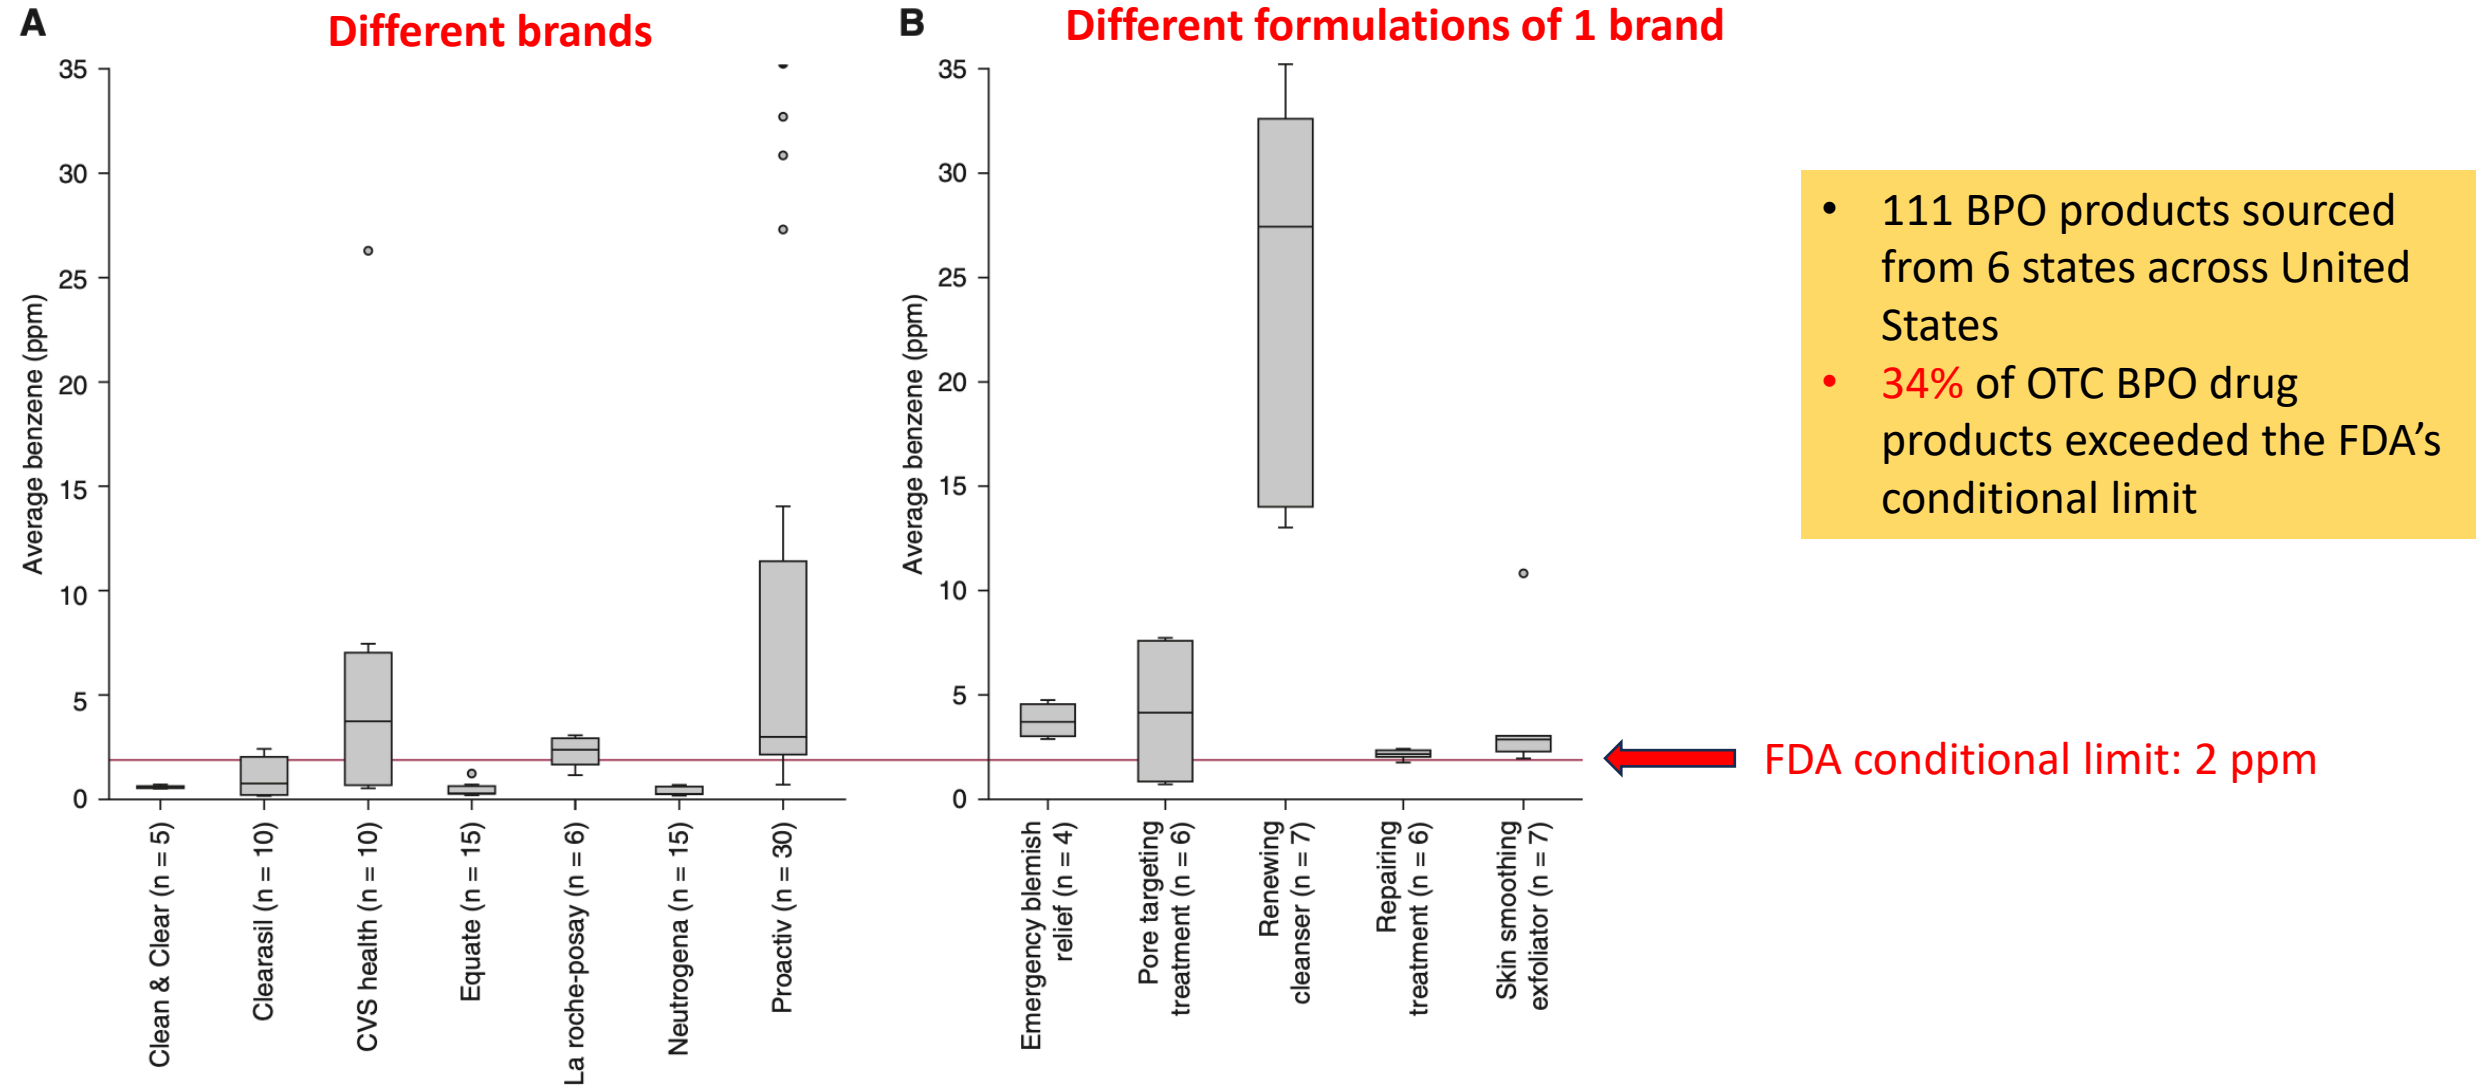 A
Different brands
35
30
25
20
15
10
5
0
Average benzene (ppm)
Clean & Clear (n = 5)
Clearasil (n = 10)
CVS health (n = 10)
Equate (n = 15)
La roche-posay (n = 6)
Neutrogena (n = 15)
Proactiv (n = 30)
B
Different formulations of 1 brand
35
30
25
20
15
10
5
0
Average benzene (ppm)
Emergency blemish
relief (n = 4)
Pore targeting
treatment (n = 6)
Renewing
cleanser (n = 7)
Repairing
treatment (n = 6)
Skin smoothing
exfoliator (n = 7)
• 111 BPO products sourced
from 6 states across United
States
• 34% of OTC BPO drug
products exceeded the FDA’s
conditional limit
FDA conditional limit: 2 ppm